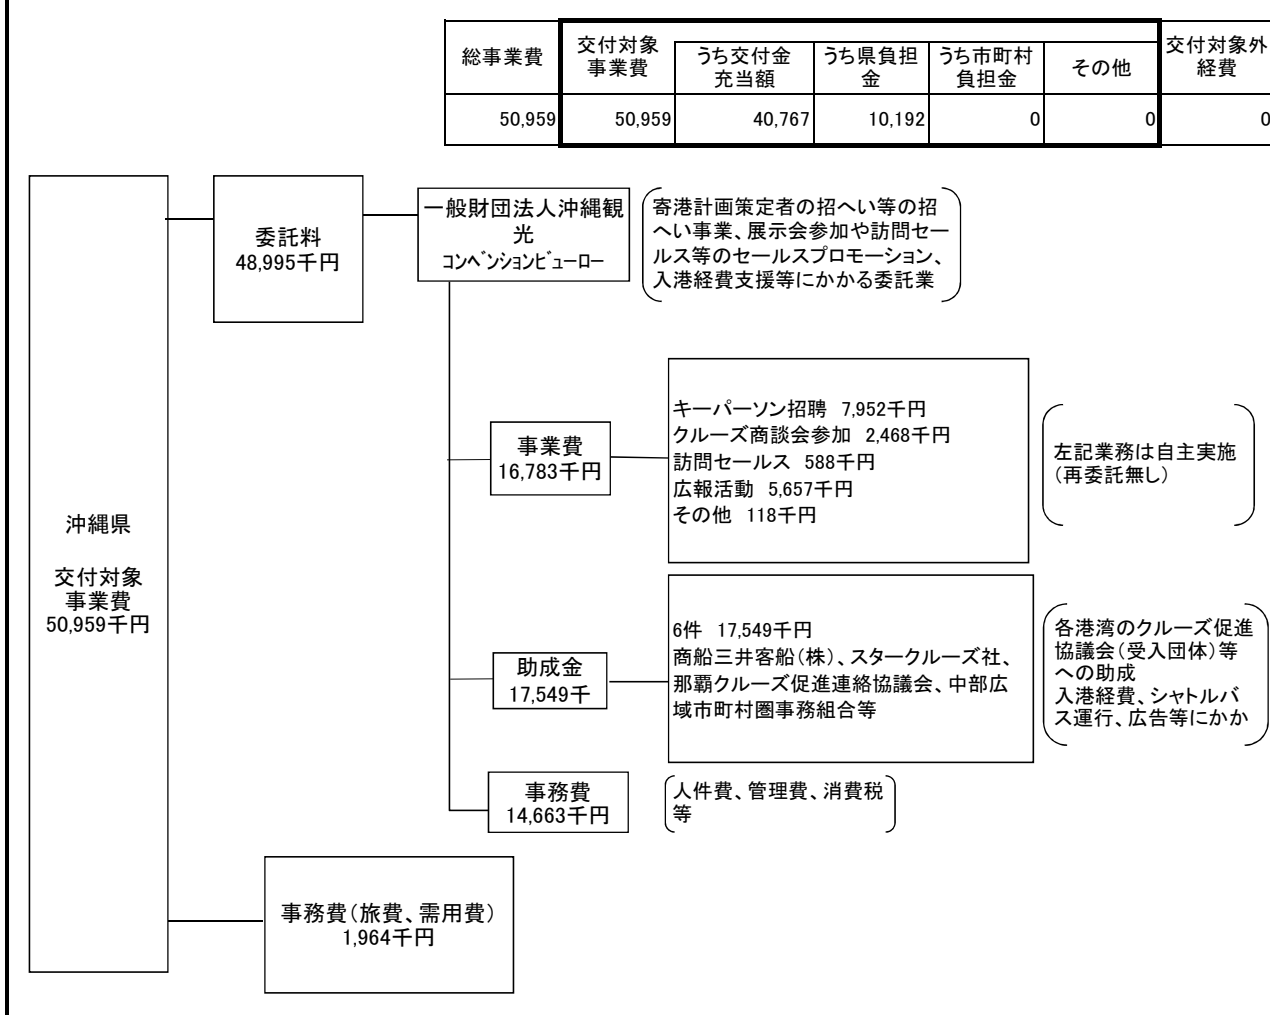 総事業費
交付対象
事業費
うち交付金
充当額
うち県負担
金
うち市町村
負担金
その他
交付対象外
経費
50,959
50,959
40,767
10,192
0
0
0
沖縄県
交付対象
事業費
50,959千円
委託料
48,995千円
一般財団法人沖縄観
光
コンベンションビューロー
寄港計画策定者の招へい等の招
へい事業、展示会参加や訪問セー
ルス等のセールスプロモーション、
入港経費支援等にかかる委託業
事業費
16,783千円
キーパーソン招聘 7,952千円
クルーズ商談会参加 2,468千円
訪問セールス 588千円
広報活動 5,657千円
その他 118千円
左記業務は自主実施
(再委託無し)
助成金
17,549千
6件 17,549千円
商船三井客船(株)、スタークルーズ社、
那覇クルーズ促進連絡協議会、中部広
域市町村圏事務組合等
各港湾のクルーズ促進
協議会(受入団体)等
への助成
入港経費、シャトルバ
ス運行、広告等にかか
事務費
14,663千円
人件費、管理費、消費税
等
事務費(旅費、需用費)
1,964千円